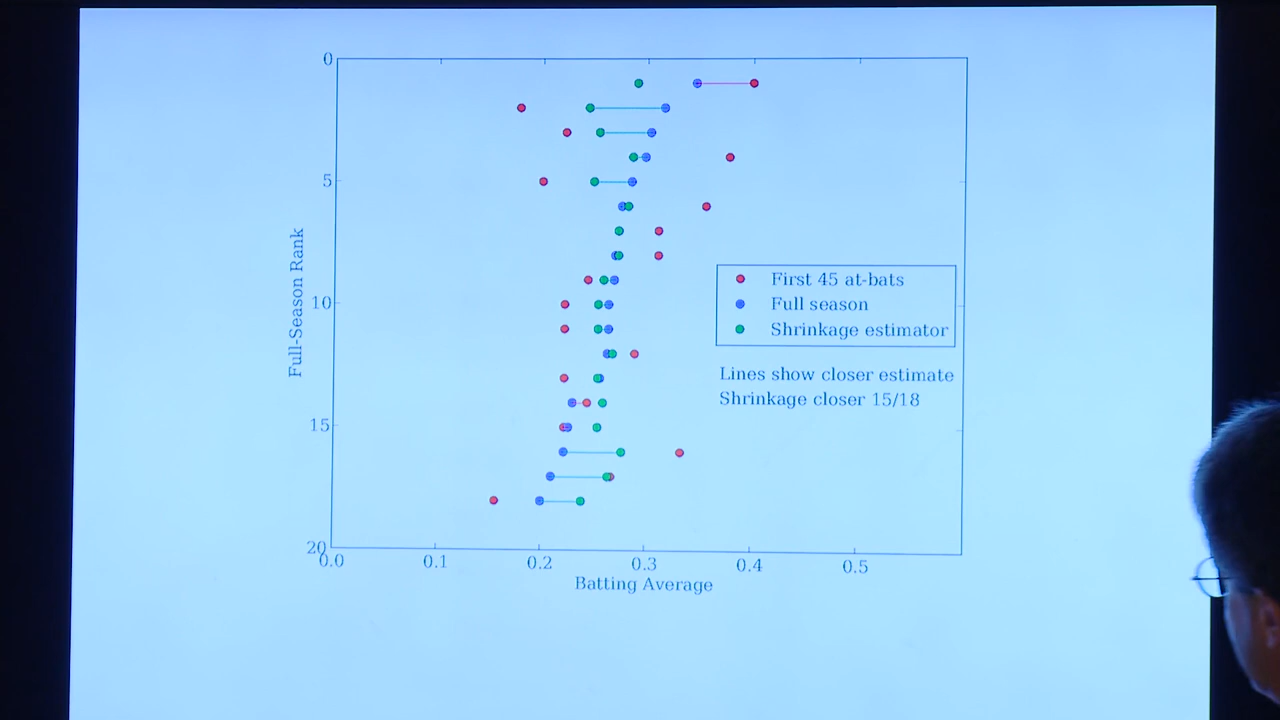 0
5
10
15
20
Full-Season Rank
0.0 0.1 0.2 0.3 0.4 0.5
Batting Average
First 45 at-bats
Full season
Shrinkage estimator
Lines show closer estimate
Shrinkage closer 15/18